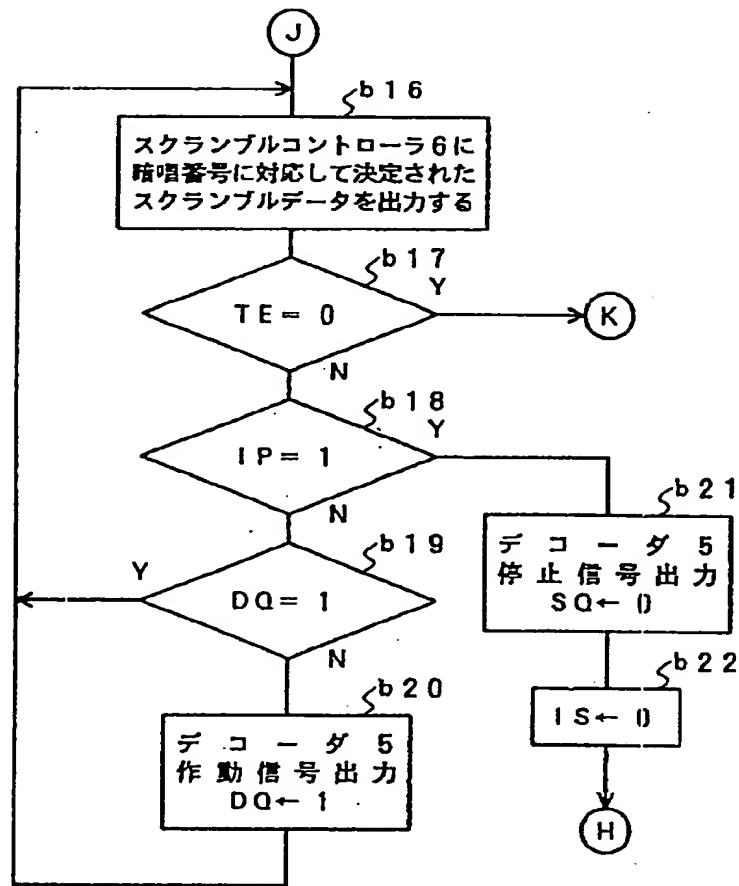 J
b16
スクランブルコントローラ6に
暗唱番号に対応して決定された
スクランブルデータを出力する
b17
Y
TE=0
K
N
b18
Y
IP=1
N
b21
デコーダ5
停止信号出力
SQ←0
b19
Y
DQ=1
N
b22
IS←0
b20
デコーダ5
作動信号出力
DQ←1
H